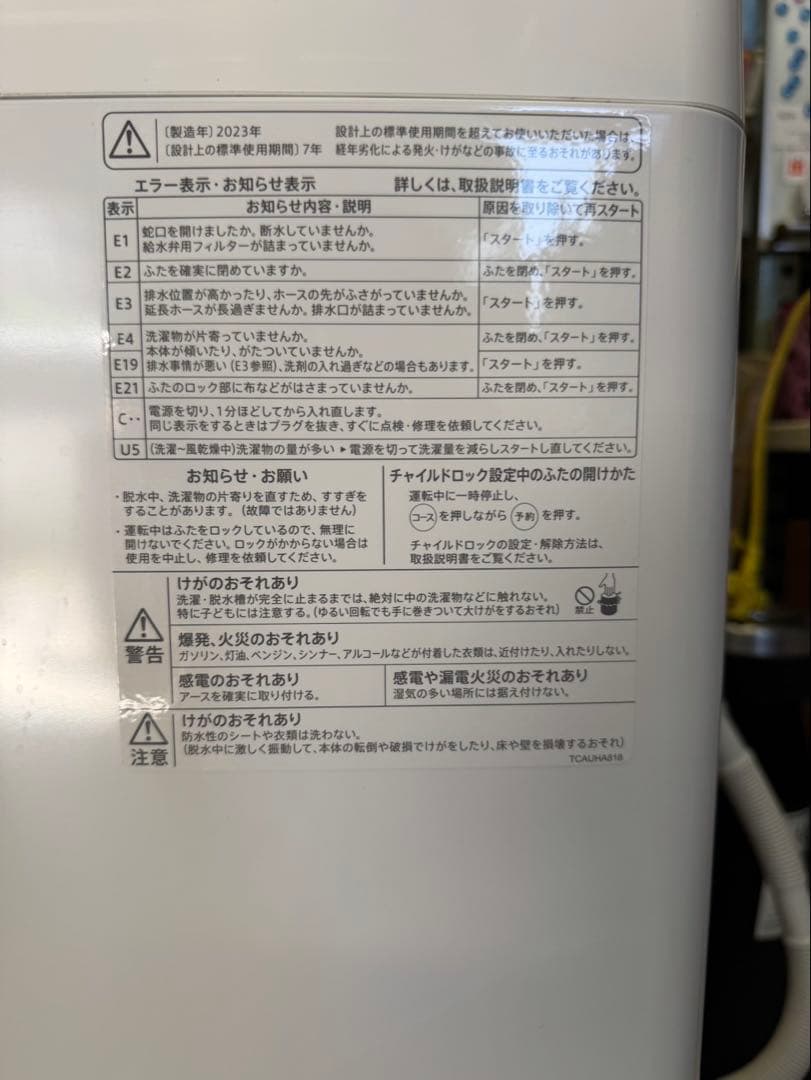 〔製造年〕2023年
〔設計上の標準使用期間〕7年
設計上の標準使用期間を超えてお使いいただいた場合は、
経年劣化による発火・けがなどの事故に至るおそれがあります。
エラー表示・お知らせ表示 詳しくは、取扱説明書をご覧ください。
表示 お知らせ内容・説明 原因を取り除いて再スタート
E1 蛇口を開けましたか。断水していませんか。
給水弁用フィルターが詰まっていませんか。
「スタート」を押す。
E2 ふたを確実に閉めていますか。 ふたを閉め、「スタート」を押す。
E3 排水位置が高かったり、ホースの先がふさがっていませんか。
延長ホースが長過ぎませんか。排水口が詰まっていませんか。
「スタート」を押す。
E4 洗濯物が片寄っていませんか。 ふたを閉め、「スタート」を押す。
本体が傾いたり、がたついていませんか。
E19 排水事情が悪い（E3参照）、洗剤の入れ過ぎなどの場合もあります。 「スタート」を押す。
E21 ふたのロック部に布などがはさまっていませんか。 ふたを閉め、「スタート」を押す。
C‥ 電源を切り、1分ほどしてから入れ直します。
同じ表示をするときはプラグを抜き、すぐに点検・修理を依頼してください。
U5 (洗濯〜風乾燥中)洗濯物の量が多い ▶ 電源を切って洗濯量を減らしスタートし直してください。
お知らせ・お願い
・脱水中、洗濯物の片寄りを直すため、すすぎを
することがあります。（故障ではありません）
・運転中はふたをロックしているので、無理に
開けないでください。ロックがかからない場合は
使用を中止し、修理を依頼してください。
チャイルドロック設定中のふたの開けかた
運転中に一時停止し、
コースを押しながら 予約 を押す。
チャイルドロックの設定・解除方法は、
取扱説明書をご覧ください。
警告
けがのおそれあり
洗濯・脱水槽が完全に止まるまでは、絶対に中の洗濯物などに触れない。
特に子どもには注意する。（ゆるい回転でも手に巻きついて大けがをするおそれ）
禁止
爆発、火災のおそれあり
ガソリン、灯油、ベンジン、シンナー、アルコールなどが付着した衣類は、近付けたり、入れたりしない。
感電のおそれあり
アースを確実に取り付ける。
感電や漏電火災のおそれあり
湿気の多い場所には据え付けない。
注意
けがのおそれあり
防水性のシートや衣類は洗わない。
（脱水中に激しく振動して、本体の転倒や破損でけがをしたり、床や壁を損壊するおそれ）
TCAUHA818